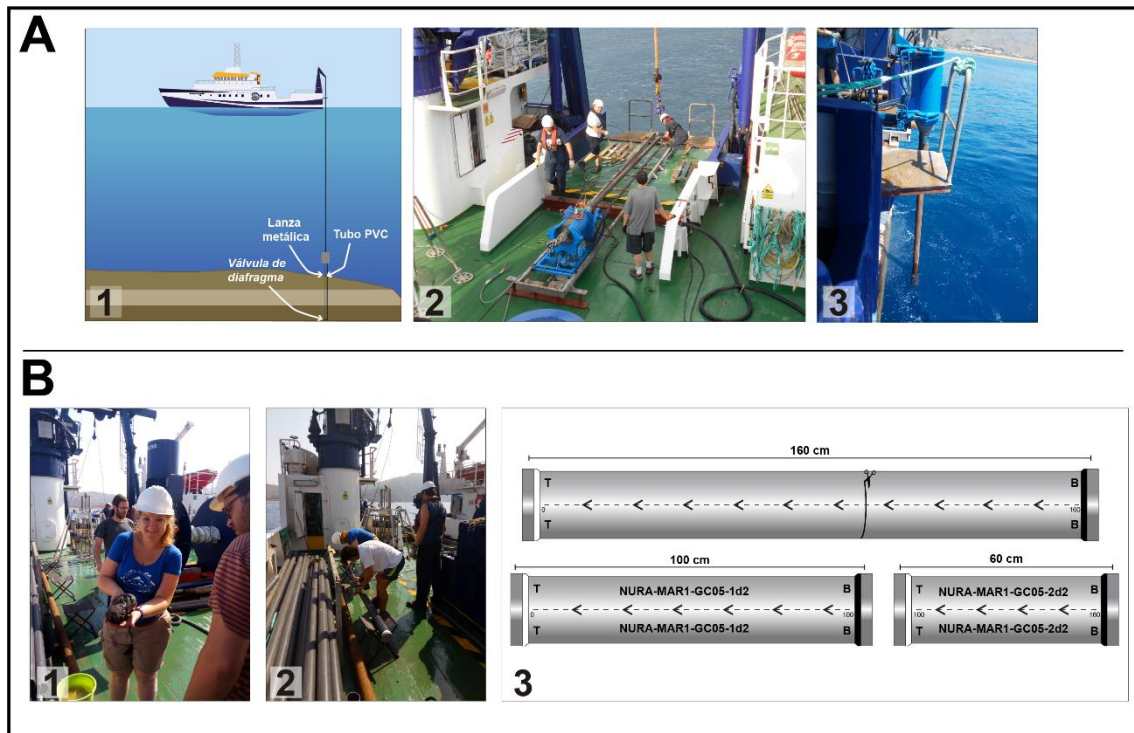 A
Lanza
metálica
Tubo PVC
Válvula de
diafragma
1
2
3
B
1
2
160 cm
T B
0 160
T B
100 cm
T NURA-MAR1-GC05-1d2 B
0 100
T NURA-MAR1-GC05-1d2 B
60 cm
T NURA-MAR1-GC05-2d2 B
100 160
T NURA-MAR1-GC05-2d2 B
3